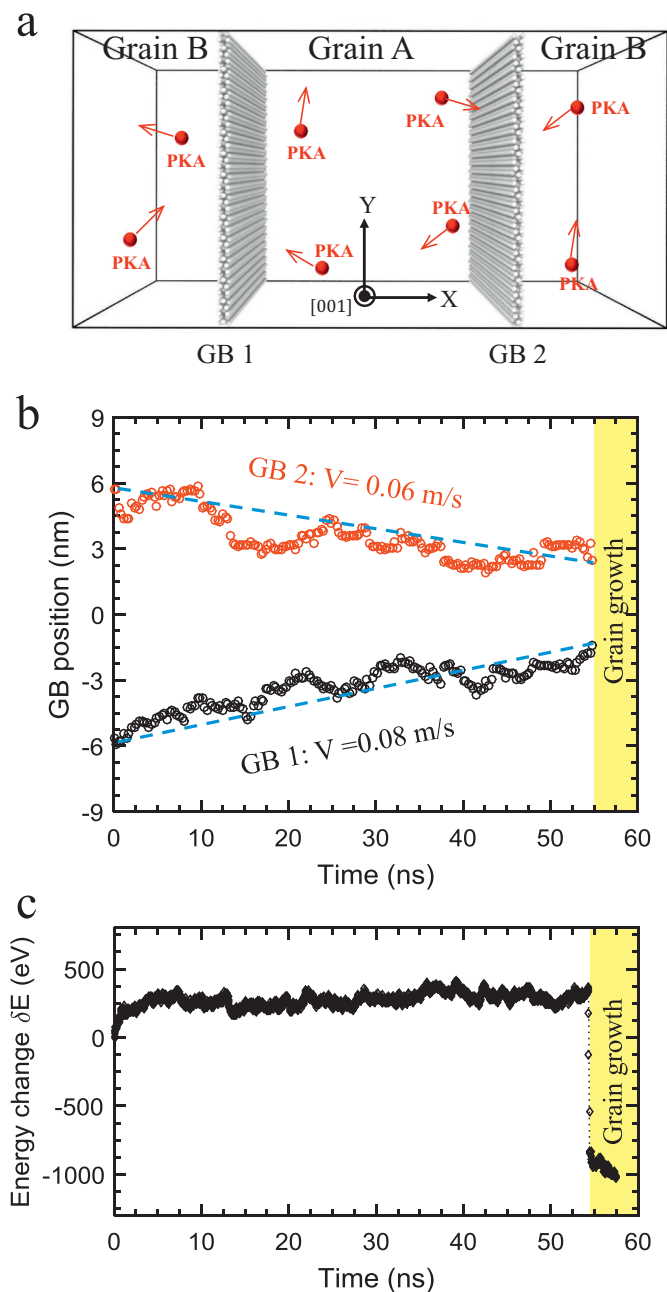 a
Grain B
Grain A
Grain B
PKA
PKA
PKA
PKA
PKA
PKA
PKA
PKA
Y
X
[001]
GB 1
GB 2
b
9
6
3
0
-3
-6
-9
GB position (nm)
GB 2: V= 0.06 m/s
GB 1: V =0.08 m/s
Grain growth
0
10
20
30
40
50
60
Time (ns)
c
500
0
-500
-1000
Energy change δE (eV)
Grain growth
0
10
20
30
40
50
60
Time (ns)